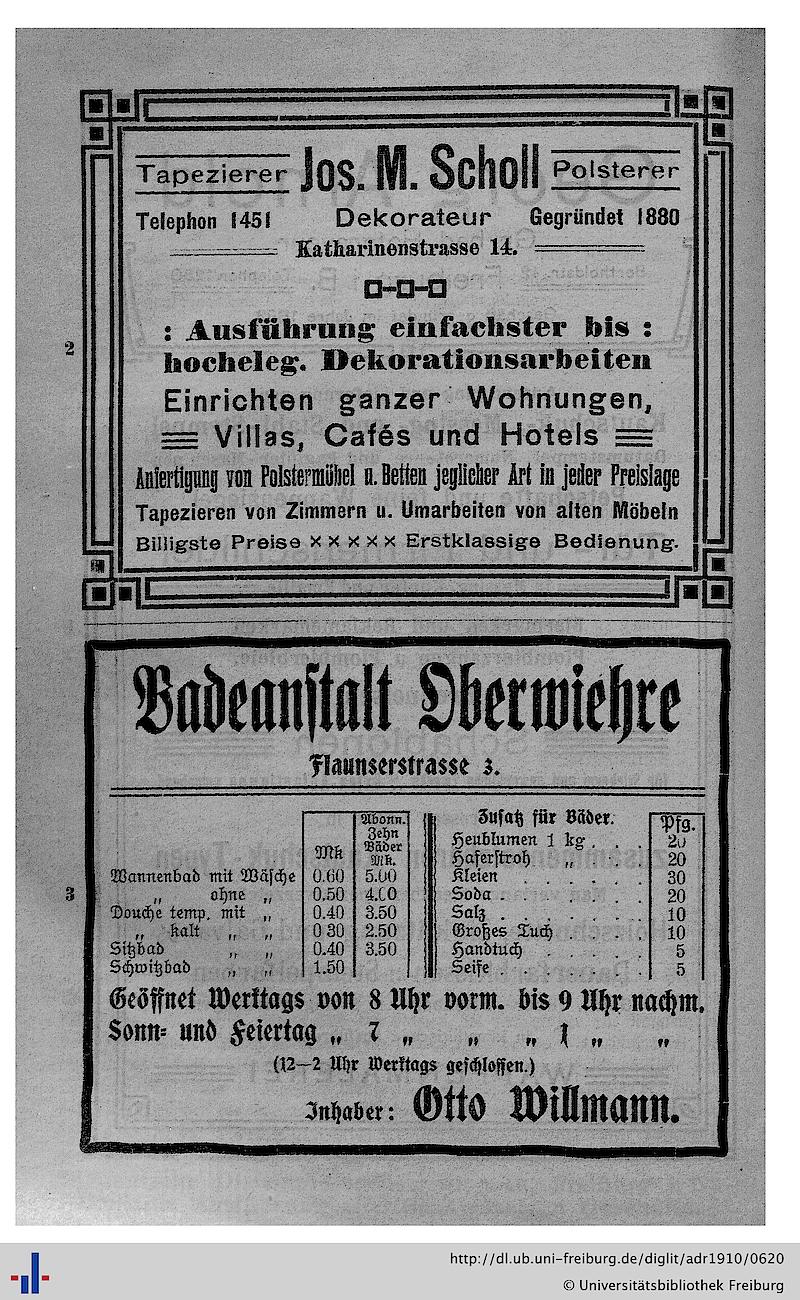 Tapezierer Jos. M. Scholl Polsterer
Telephon 1451 Dekorateur Gegründet 1880
Katharinenstrasse 14.
2
: Ausführung einfachster bis :
hocheleg. Dekorationsarbeiten
Einrichten ganzer Wohnungen,
Villas, Cafés und Hotels
Anfertigung von Polstermöbel u. Betten jeglicher Art in jeder Preislage
Tapezieren von Zimmern u. Umarbeiten von alten Möbeln
Billigste Preise ××××× Erstklassige Bedienung.
Badeanstalt Oberwiehre
Flaunserstrasse 3.
3
Mk Abonn. Zehn Bäder Mk.
Wannenbad mit Wäsche 0.60 5.00
„ ohne „ 0.50 4.00
Douche temp. mit „ 0.40 3.50
„ kalt „ „ 0 30 2.50
Sitzbad „ „ 0.40 3.50
Schwitzbad „ „ 1.50
Zusatz für Bäder. Pfg.
Heublumen 1 kg . . 20
Haferstroh „ . . 20
Kleien . . . . . 30
Soda . . . . . . 20
Salz . . . . . . 10
Großes Tuch . . . 10
Handtuch . . . . 5
Seife . . . . . 5
Geöffnet Werktags von 8 Uhr vorm. bis 9 Uhr nachm.
Sonn- und Feiertag „ 7 „ „ „ 1 „ „
(12—2 Uhr Werktags geschlossen.)
Inhaber: Otto Willmann.
http://dl.ub.uni-freiburg.de/diglit/adr1910/0620
© Universitätsbibliothek Freiburg